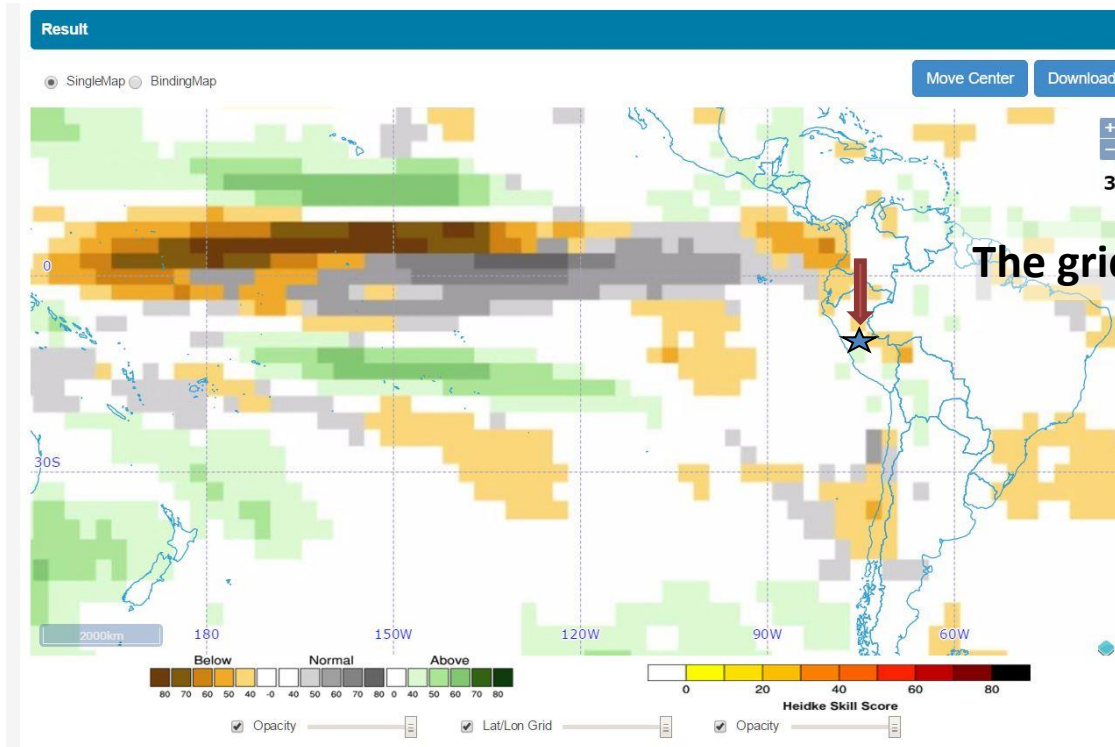 Result
SingleMap BindingMap
Move Center Download
+
−
3
The grid
0
30S
180 150W 120W 90W 60W
2000km
Below Normal Above
80 70 60 50 40 -0 40 50 60 70 80 0 40 50 60 70 80
0 20 40 60 80
Heidke Skill Score
Opacity Lat/Lon Grid Opacity